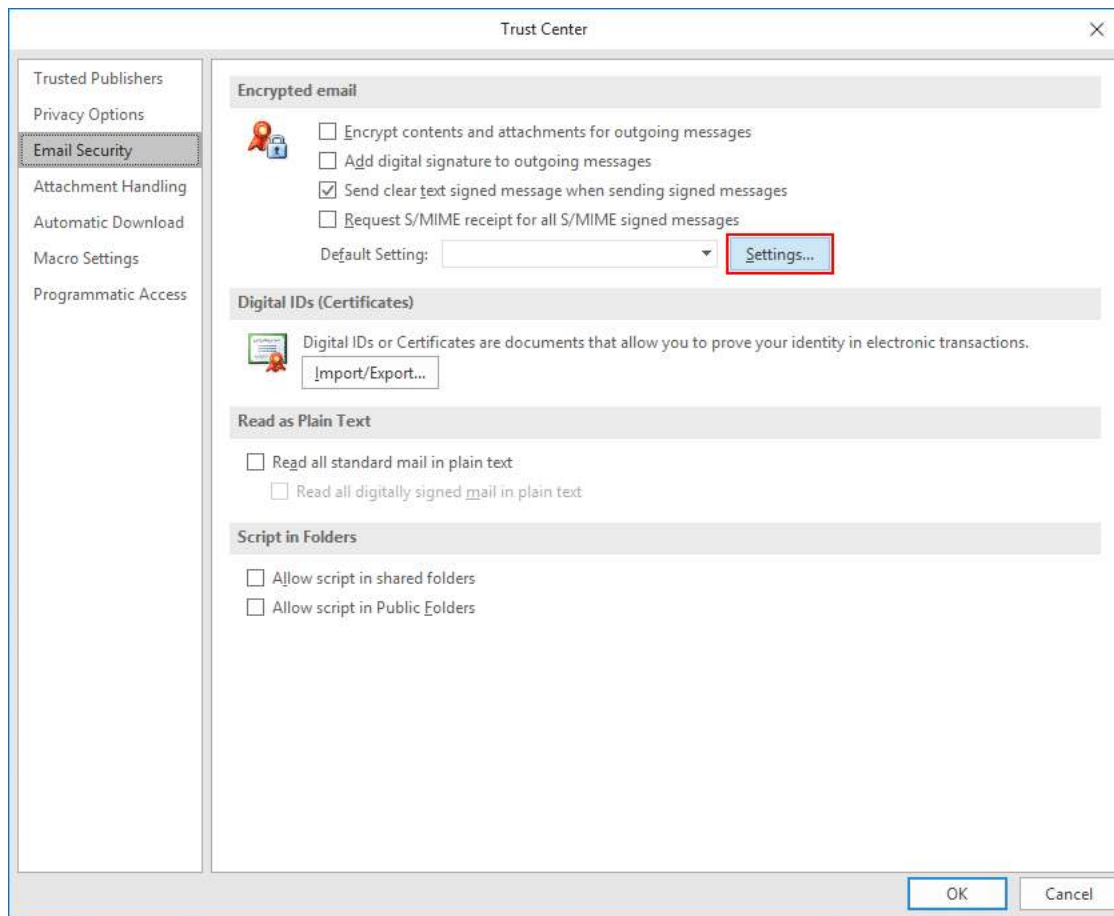 Trust Center
Trusted Publishers
Privacy Options
Email Security
Attachment Handling
Automatic Download
Macro Settings
Programmatic Access
Encrypted email
Encrypt contents and attachments for outgoing messages
Add digital signature to outgoing messages
Send clear text signed message when sending signed messages
Request S/MIME receipt for all S/MIME signed messages
Default Setting:
Settings...
Digital IDs (Certificates)
Digital IDs or Certificates are documents that allow you to prove your identity in electronic transactions.
Import/Export...
Read as Plain Text
Read all standard mail in plain text
Read all digitally signed mail in plain text
Script in Folders
Allow script in shared folders
Allow script in Public Folders
OK
Cancel